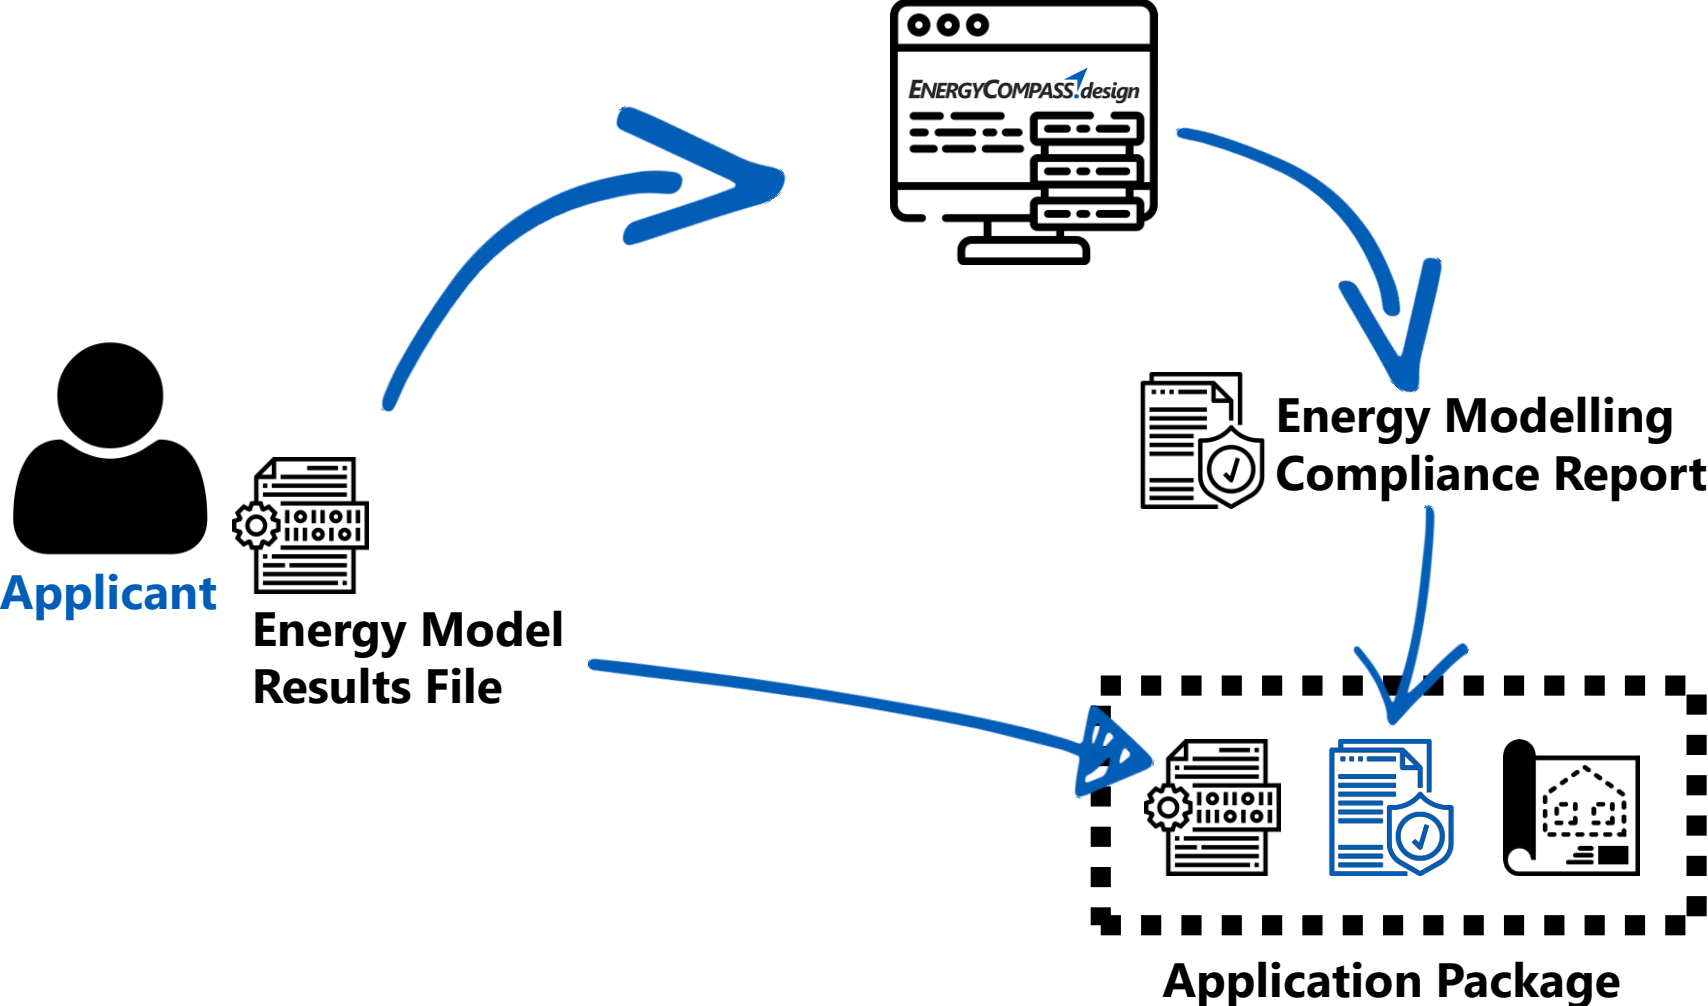 ENERGYCOMPASS.design
Energy Modelling
Compliance Report
Applicant
Energy Model
Results File
Application Package